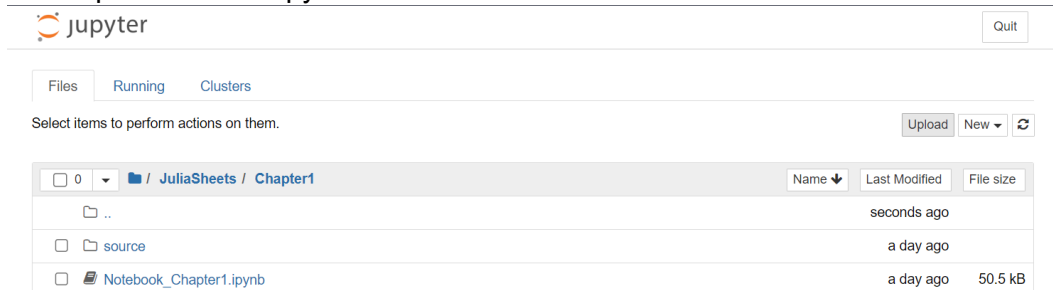 jupyter Quit
Files Running Clusters
Select items to perform actions on them. Upload New
0 / JuliaSheets / Chapter1 Name Last Modified File size
.. seconds ago
source a day ago
Notebook_Chapter1.ipynb a day ago 50.5 kB